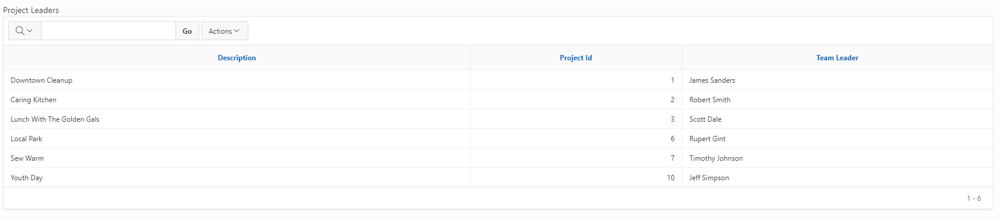 Project Leaders
Go Actions
Description Project Id Team Leader
Downtown Cleanup 1 James Sanders
Caring Kitchen 2 Robert Smith
Lunch With The Golden Gals 3 Scott Dale
Local Park 6 Rupert Gint
Sew Warm 7 Timothy Johnson
Youth Day 10 Jeff Simpson
1 - 6